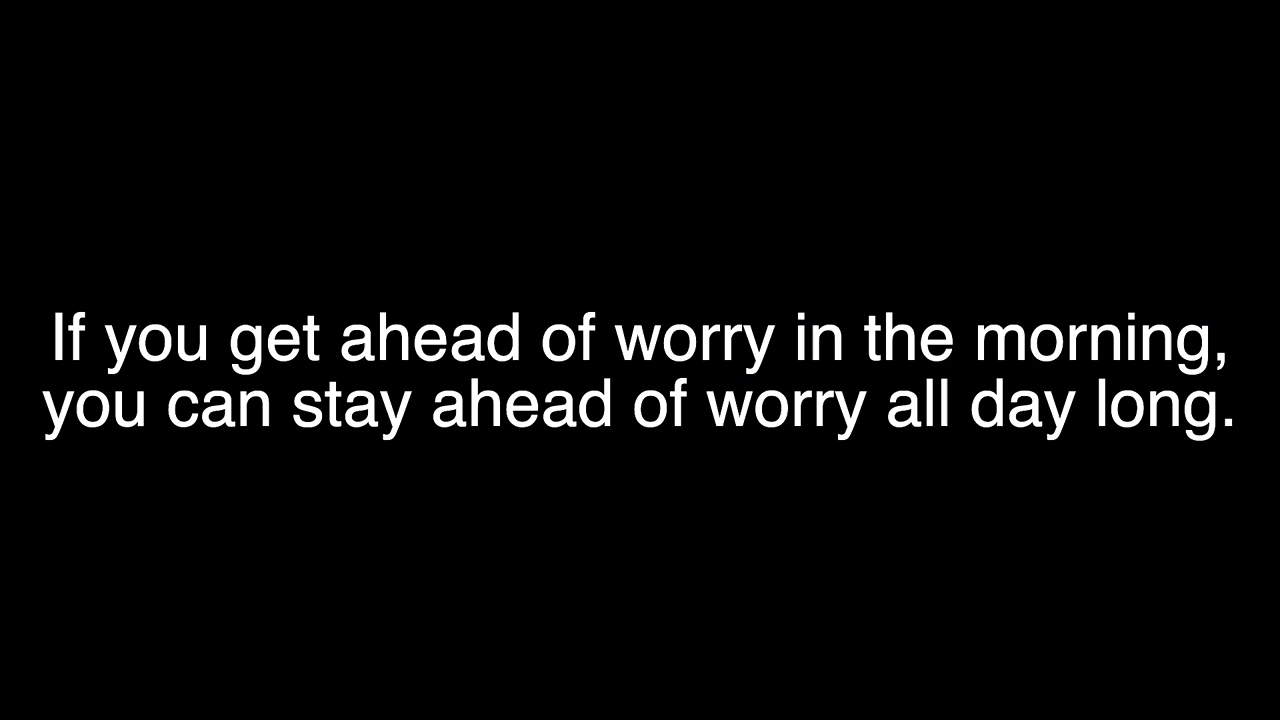 If you get ahead of worry in the morning,
you can stay ahead of worry all day long.